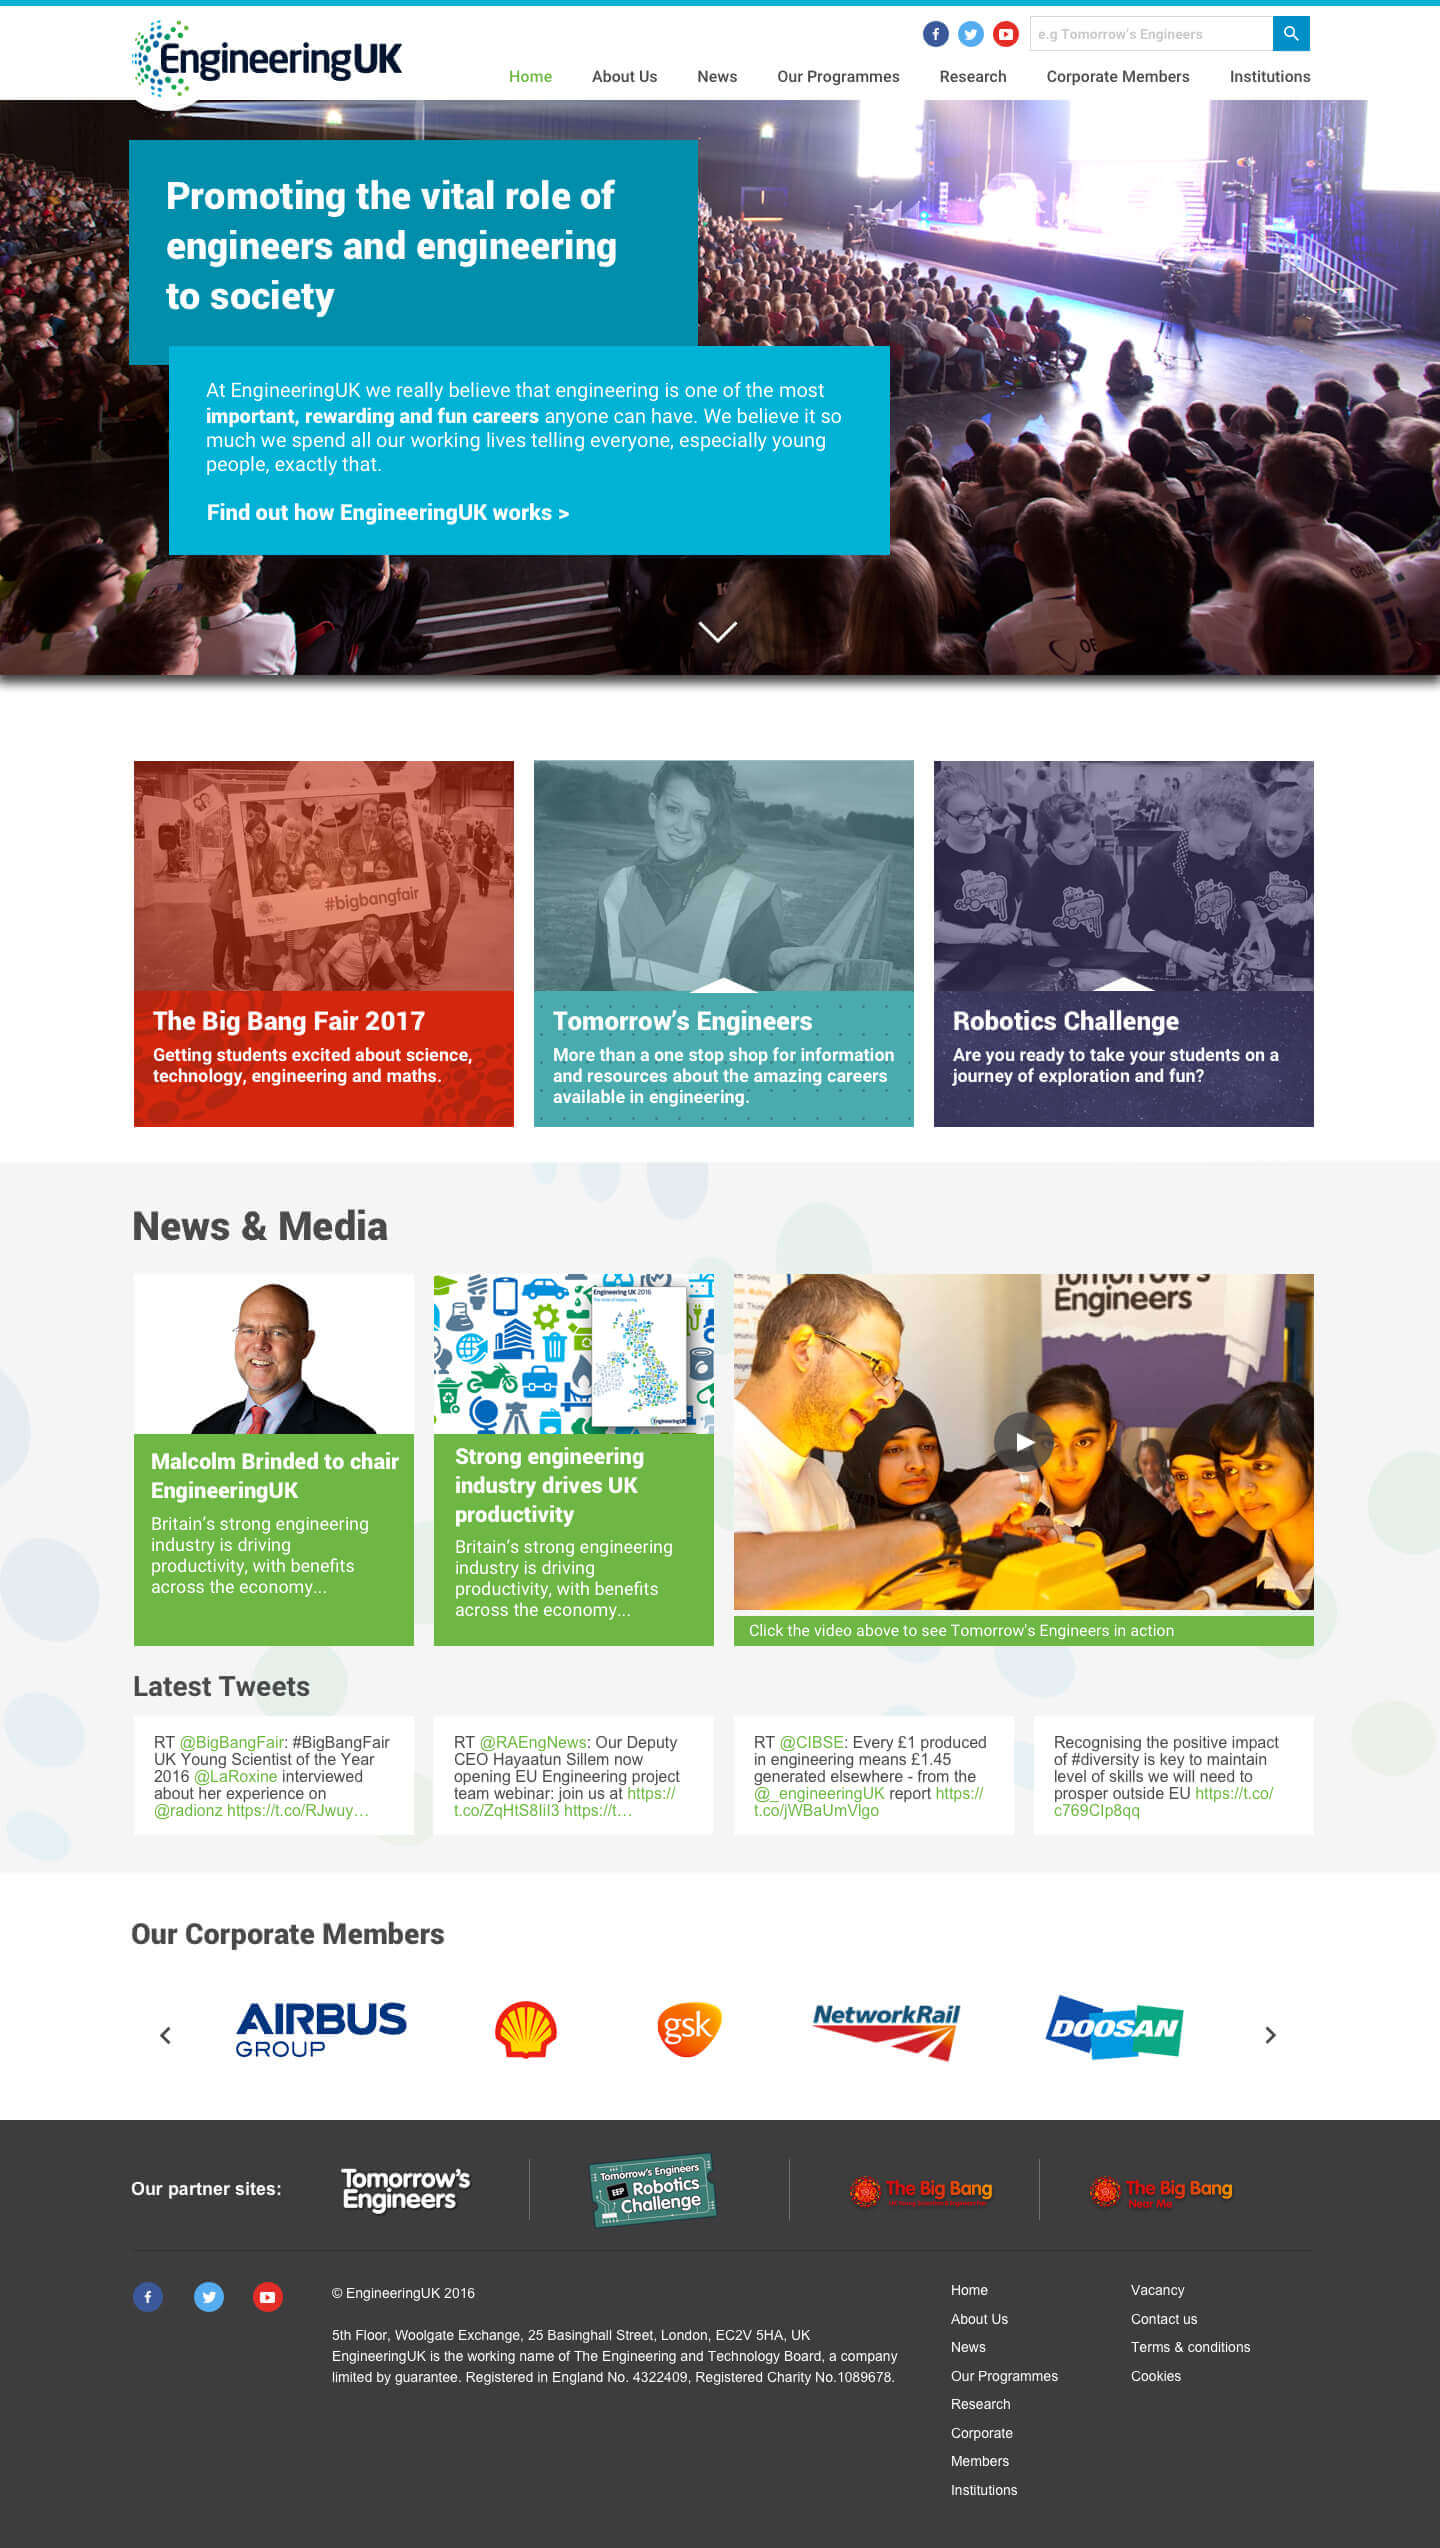 EngineeringUK
e.g Tomorrow's Engineers
Home About Us News Our Programmes Research Corporate Members Institutions
Promoting the vital role of
engineers and engineering
to society
At EngineeringUK we really believe that engineering is one of the most
important, rewarding and fun careers anyone can have. We believe it so
much we spend all our working lives telling everyone, especially young
people, exactly that.
Find out how EngineeringUK works >
#bigbangfair
The Big Bang Fair 2017
Getting students excited about science,
technology, engineering and maths.
Tomorrow's Engineers
More than a one stop shop for information
and resources about the amazing careers
available in engineering.
Robotics Challenge
Are you ready to take your students on a
journey of exploration and fun?
News & Media
Engineering UK 2016
EngineeringUK
Malcolm Brinded to chair
EngineeringUK
Britain's strong engineering
industry is driving
productivity, with benefits
across the economy...
Strong engineering
industry drives UK
productivity
Britain's strong engineering
industry is driving
productivity, with benefits
across the economy...
Tomorrow's
Engineers
Click the video above to see Tomorrow's Engineers in action
Latest Tweets
RT @BigBangFair: #BigBangFair
UK Young Scientist of the Year
2016 @LaRoxine interviewed
about her experience on
@radionz https://t.co/RJwuy…
RT @RAEngNews: Our Deputy
CEO Hayaatun Sillem now
opening EU Engineering project
team webinar: join us at https://
t.co/ZqHtS8IiI3 https://t…
RT @CIBSE: Every £1 produced
in engineering means £1.45
generated elsewhere - from the
@_engineeringUK report https://
t.co/jWBaUmVlgo
Recognising the positive impact
of #diversity is key to maintain
level of skills we will need to
prosper outside EU https://t.co/
c769CIp8qq
Our Corporate Members
AIRBUS
GROUP
gsk
NetworkRail
DOOSAN
Our partner sites:
Tomorrow's
Engineers
Tomorrow's Engineers
EEP Robotics
Challenge
The Big Bang
The Big Bang
Near Me
© EngineeringUK 2016
5th Floor, Woolgate Exchange, 25 Basinghall Street, London, EC2V 5HA, UK
EngineeringUK is the working name of The Engineering and Technology Board, a company
limited by guarantee. Registered in England No. 4322409, Registered Charity No.1089678.
Home
About Us
News
Our Programmes
Research
Corporate
Members
Institutions
Vacancy
Contact us
Terms & conditions
Cookies